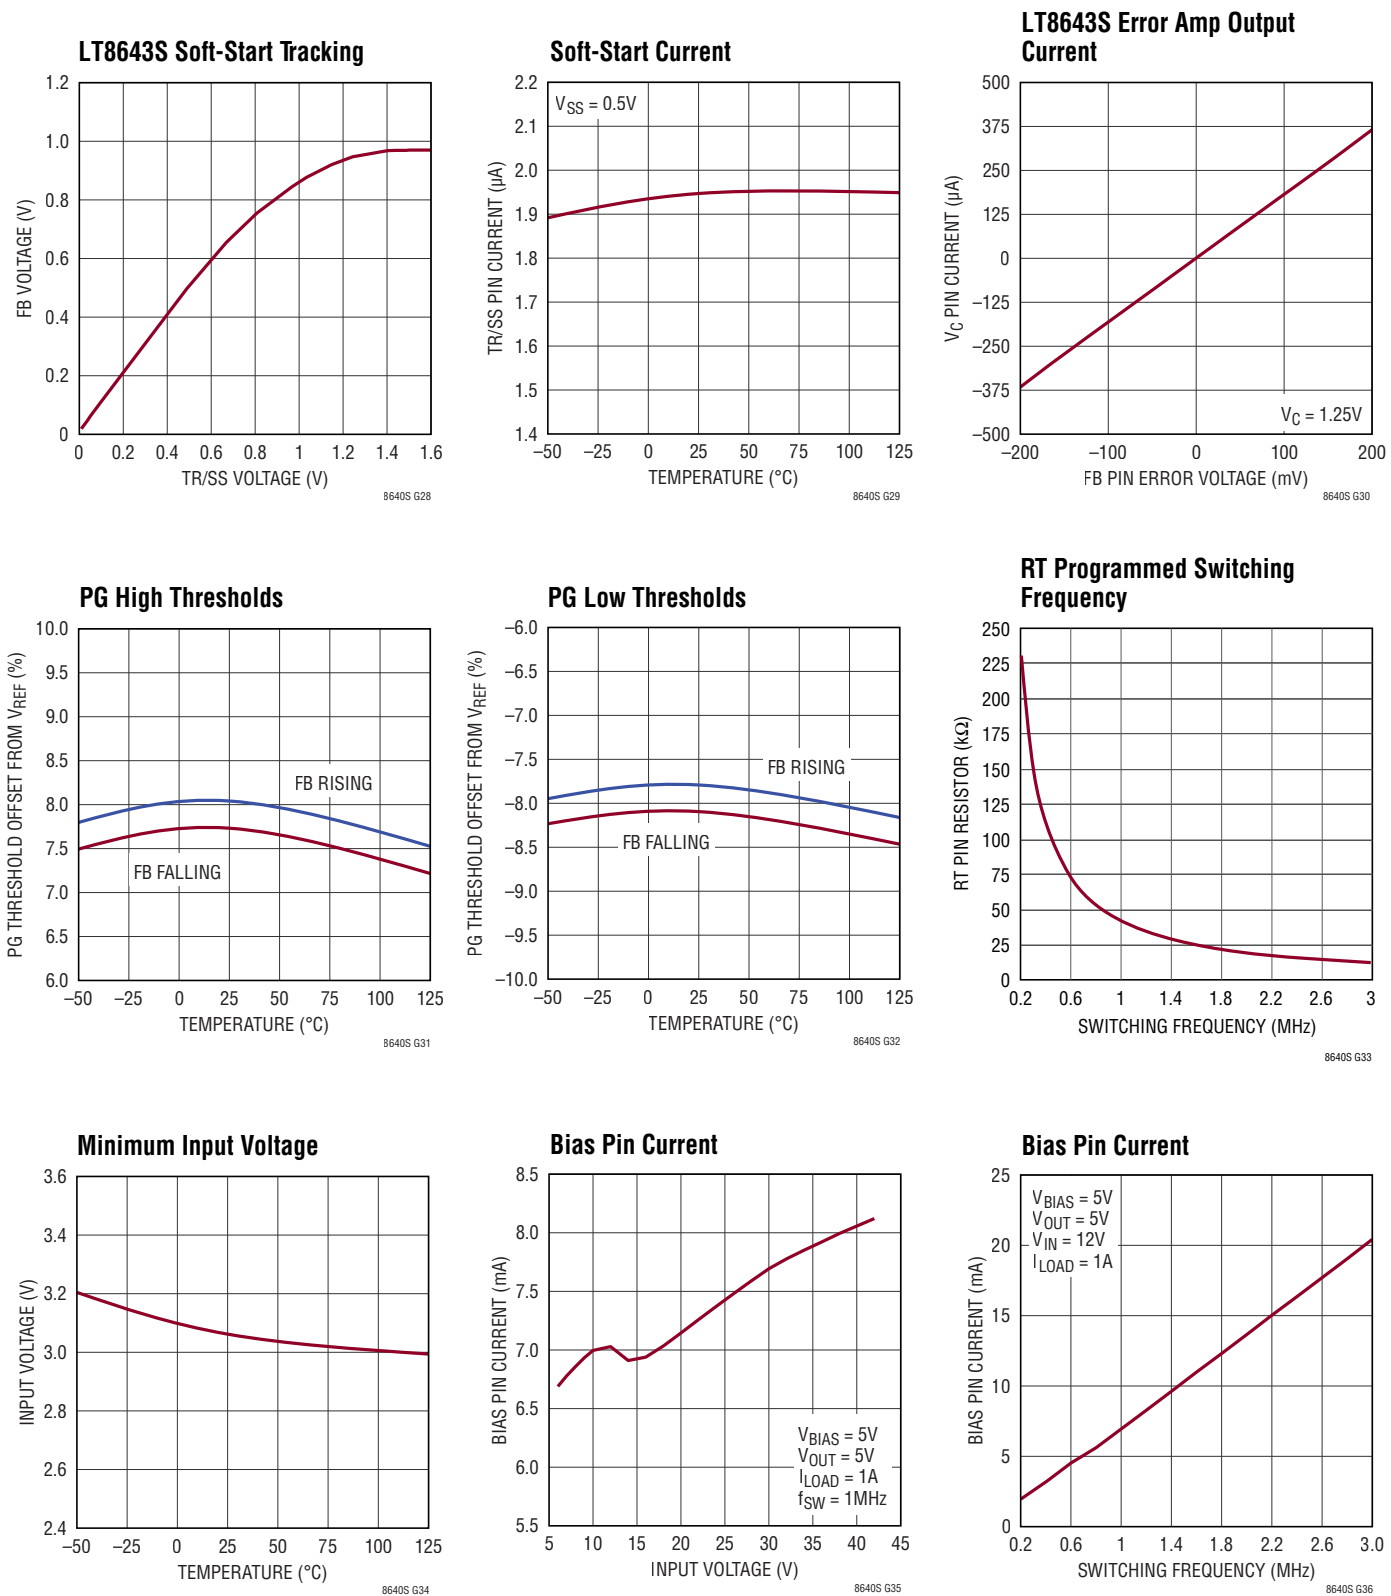 LT8643S Soft-Start Tracking
1.2
1.0
0.8
0.6
0.4
0.2
0
FB VOLTAGE (V)
0 0.2 0.4 0.6 0.8 1 1.2 1.4 1.6
TR/SS VOLTAGE (V)
8640S G28
Soft-Start Current
2.2
2.1
2.0
1.9
1.8
1.7
1.6
1.5
1.4
TR/SS PIN CURRENT (µA)
VSS = 0.5V
–50 –25 0 25 50 75 100 125
TEMPERATURE (°C)
8640S G29
LT8643S Error Amp Output
Current
500
375
250
125
0
–125
–250
–375
–500
VC PIN CURRENT (µA)
VC = 1.25V
–200 –100 0 100 200
FB PIN ERROR VOLTAGE (mV)
8640S G30
PG High Thresholds
10.0
9.5
9.0
8.5
8.0
7.5
7.0
6.5
6.0
PG THRESHOLD OFFSET FROM VREF (%)
FB RISING
FB FALLING
–50 –25 0 25 50 75 100 125
TEMPERATURE (°C)
8640S G31
PG Low Thresholds
–6.0
–6.5
–7.0
–7.5
–8.0
–8.5
–9.0
–9.5
–10.0
PG THRESHOLD OFFSET FROM VREF (%)
FB RISING
FB FALLING
–50 –25 0 25 50 75 100 125
TEMPERATURE (°C)
8640S G32
RT Programmed Switching
Frequency
250
225
200
175
150
125
100
75
50
25
0
RT PIN RESISTOR (kΩ)
0.2 0.6 1 1.4 1.8 2.2 2.6 3
SWITCHING FREQUENCY (MHz)
8640S G33
Minimum Input Voltage
3.6
3.4
3.2
3.0
2.8
2.6
2.4
INPUT VOLTAGE (V)
–50 –25 0 25 50 75 100 125
TEMPERATURE (°C)
8640S G34
Bias Pin Current
8.5
8.0
7.5
7.0
6.5
6.0
5.5
BIAS PIN CURRENT (mA)
VBIAS = 5V
VOUT = 5V
ILOAD = 1A
fSW = 1MHz
5 10 15 20 25 30 35 40 45
INPUT VOLTAGE (V)
8640S G35
Bias Pin Current
25
20
15
10
5
0
BIAS PIN CURRENT (mA)
VBIAS = 5V
VOUT = 5V
VIN = 12V
ILOAD = 1A
0.2 0.6 1 1.4 1.8 2.2 2.6 3.0
SWITCHING FREQUENCY (MHz)
8640S G36